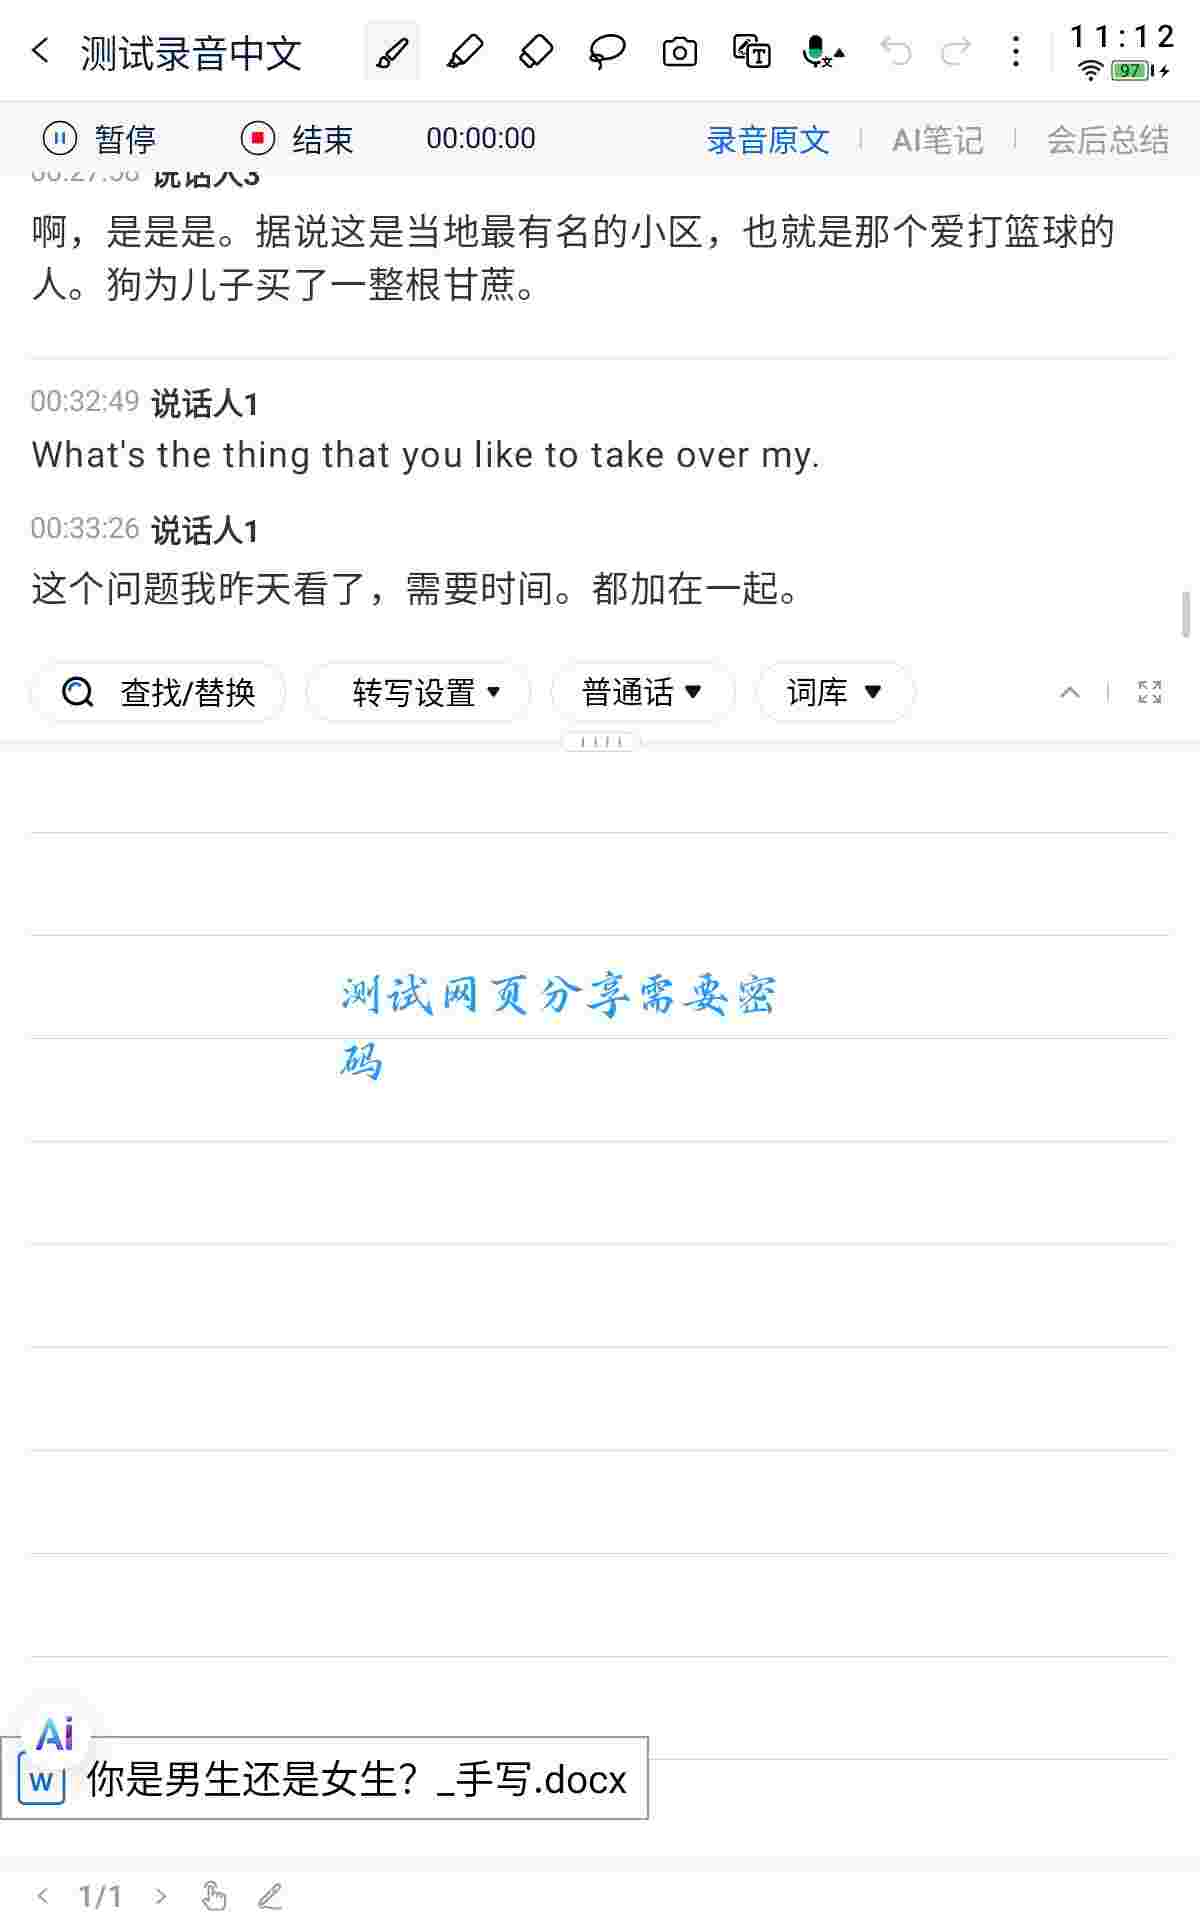 测试录音中文
11:12
97
暂停
结束
00:00:00
录音原文
AI笔记
会后总结
00:27:58 说话人3
啊，是是是。据说这是当地最有名的小区，也就是那个爱打篮球的
人。狗为儿子买了一整根甘蔗。
00:32:49 说话人1
What's the thing that you like to take over my.
00:33:26 说话人1
这个问题我昨天看了，需要时间。都加在一起。
查找/替换
转写设置
普通话
词库
测试网页分享需要密
码
Ai
W 你是男生还是女生？_手写.docx
1/1